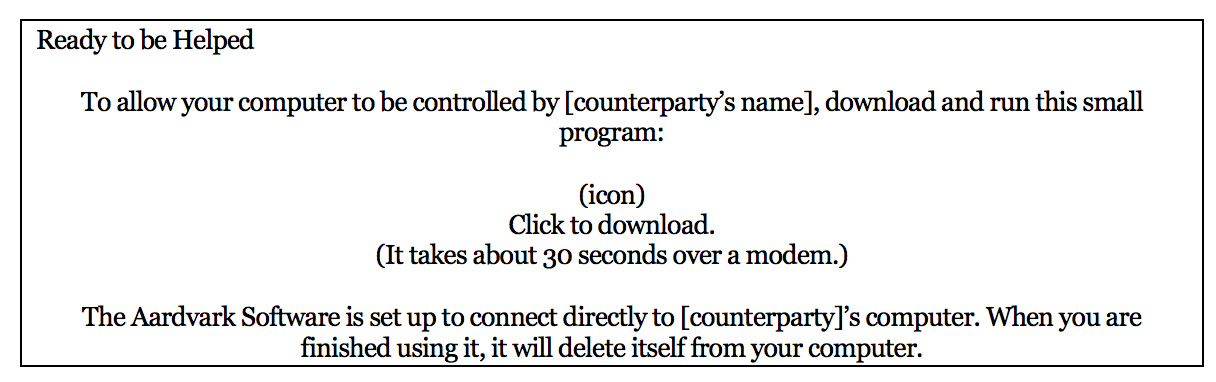 Ready to be Helped
To allow your computer to be controlled by [counterparty’s name], download and run this small
program:
(icon)
Click to download.
(It takes about 30 seconds over a modem.)
The Aardvark Software is set up to connect directly to [counterparty]’s computer. When you are
finished using it, it will delete itself from your computer.